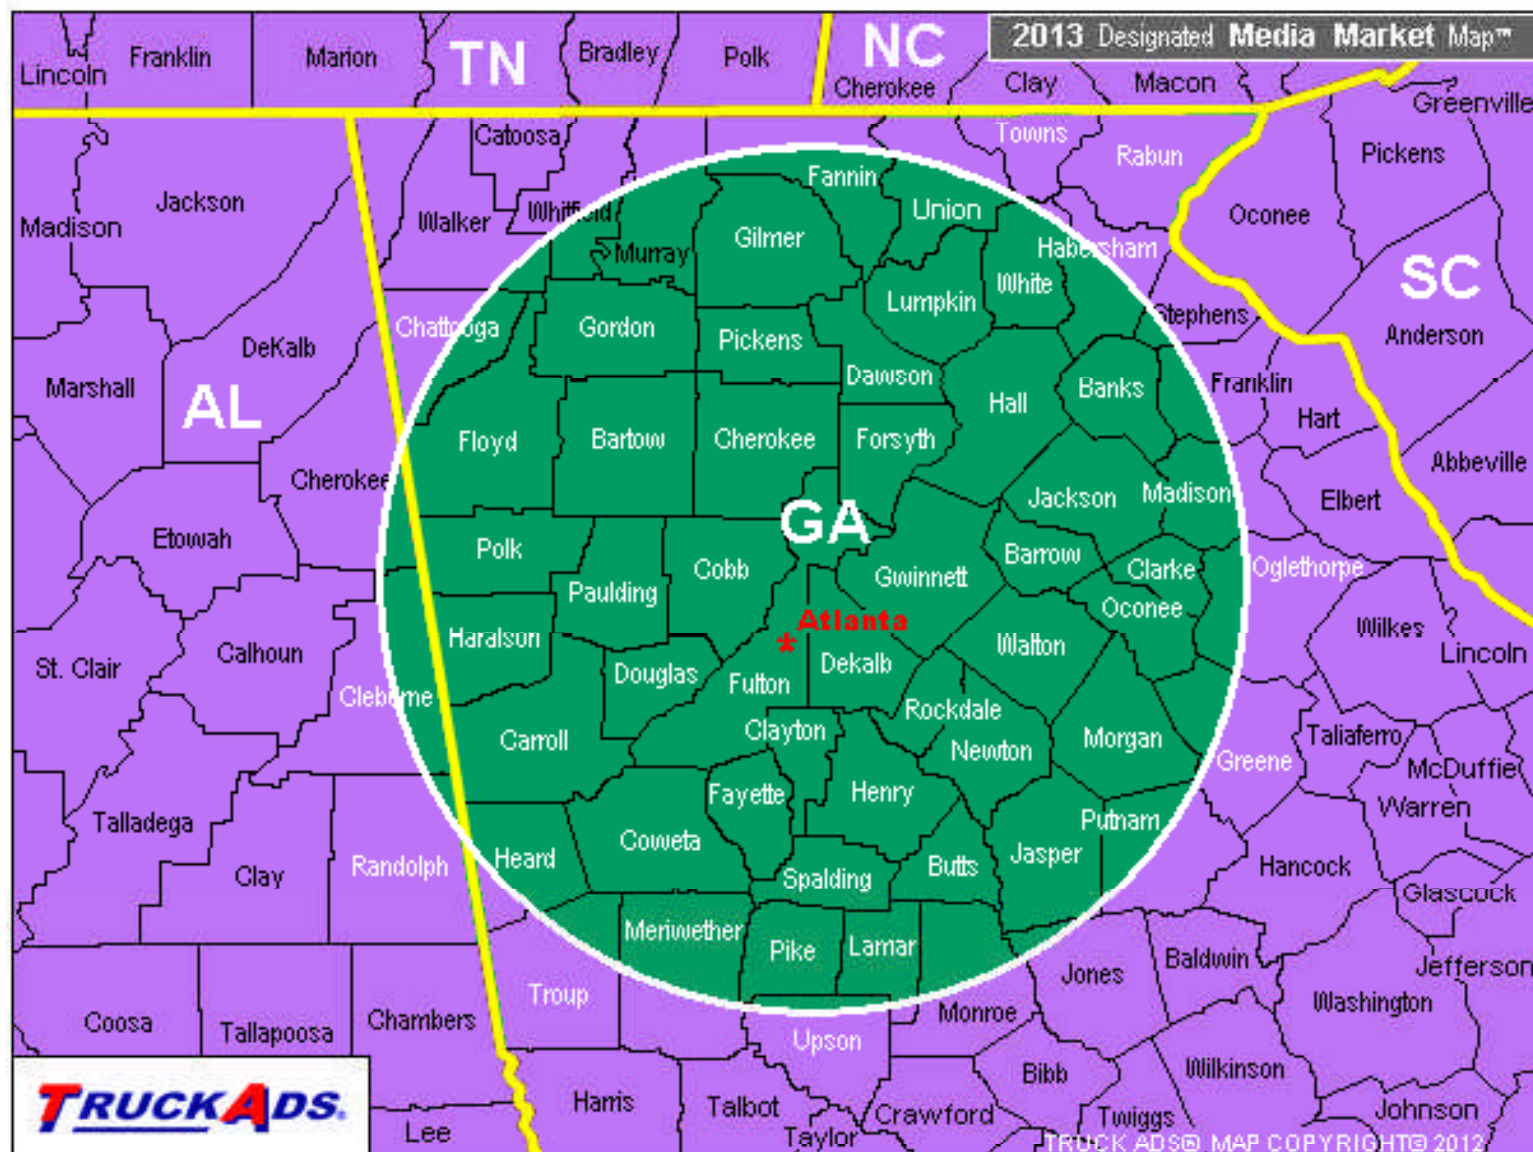 2013 Designated Media Market Map™
TN
NC
Lincoln
Franklin
Marion
Bradley
Polk
Cherokee
Clay
Macon
Greenville
Catoosa
Towns
Rabun
Pickens
Jackson
Fannin
Madison
Walker
Whitfield
Union
Oconee
Murray
Gilmer
Habersham
SC
White
Lumpkin
Chattooga
Gordon
Pickens
Stephens
DeKalb
Anderson
Marshall
AL
Dawson
Banks
Franklin
Hall
Hart
Floyd
Bartow
Cherokee
Forsyth
Abbeville
Cherokee
Jackson
Madison
Elbert
GA
Etowah
Polk
Cobb
Gwinnett
Barrow
Clarke
Oglethorpe
Paulding
Oconee
Atlanta
*
Haralson
Walton
Wilkes
Calhoun
Lincoln
St. Clair
Douglas
Fulton
Dekalb
Cleburne
Rockdale
Clayton
Carroll
Newton
Morgan
Taliaferro
Greene
McDuffie
Fayette
Henry
Warren
Talladega
Putnam
Coweta
Heard
Jasper
Randolph
Clay
Butts
Hancock
Spalding
Glascock
Meriwether
Pike
Lamar
Baldwin
Jefferson
Jones
Troup
Washington
Monroe
Coosa
Tallapoosa
Chambers
Upson
Wilkinson
Bibb
TRUCKADS®
Harris
Talbot
Crawford
Twiggs
Johnson
Lee
Taylor
TRUCK ADS® MAP COPYRIGHT© 2012